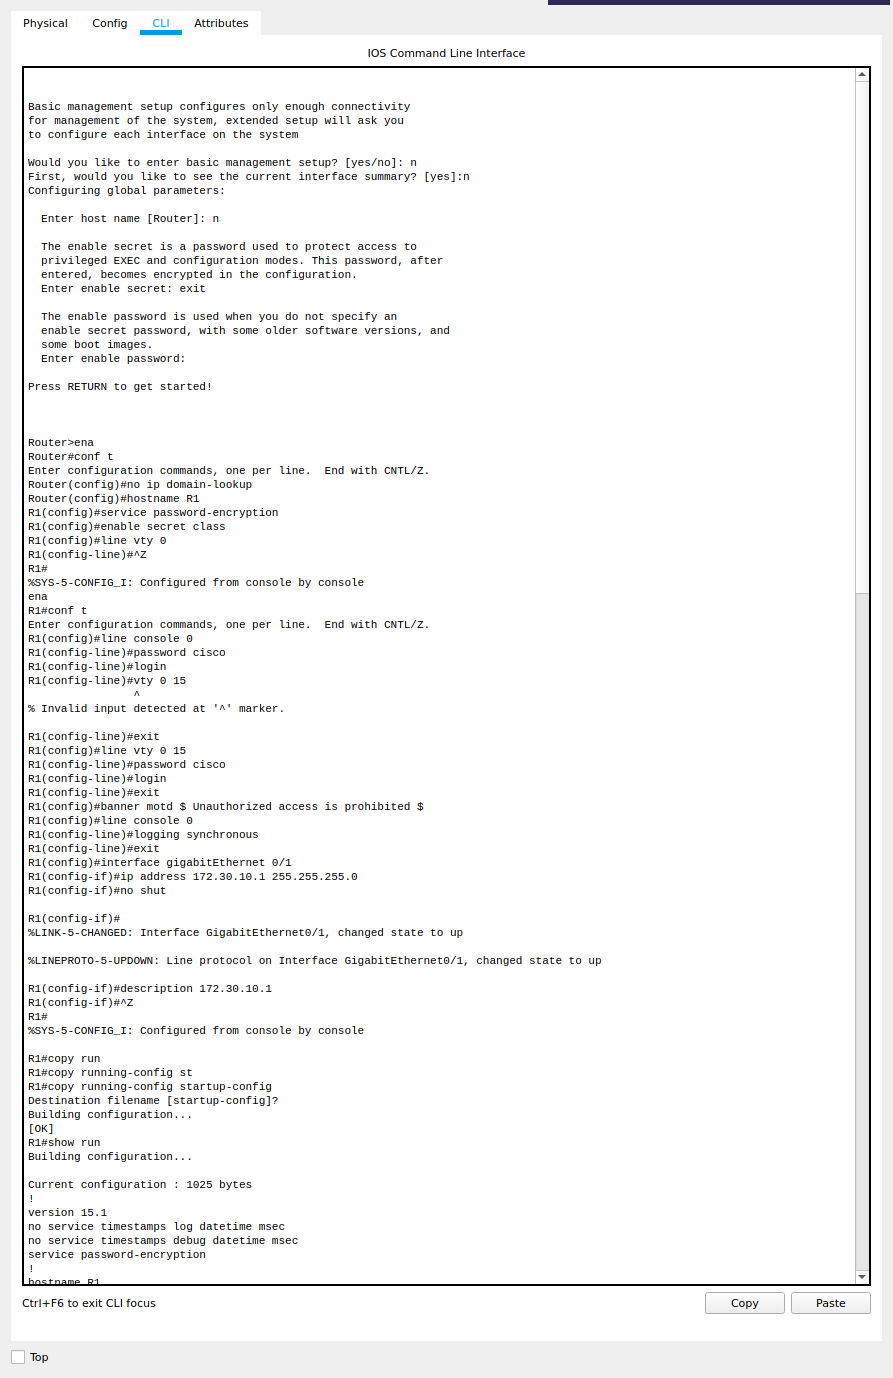 Physical Config CLI Attributes
IOS Command Line Interface
Basic management setup configures only enough connectivity
for management of the system, extended setup will ask you
to configure each interface on the system
Would you like to enter basic management setup? [yes/no]: n
First, would you like to see the current interface summary? [yes]:n
Configuring global parameters:
Enter host name [Router]: n
The enable secret is a password used to protect access to
privileged EXEC and configuration modes. This password, after
entered, becomes encrypted in the configuration.
Enter enable secret: exit
The enable password is used when you do not specify an
enable secret password, with some older software versions, and
some boot images.
Enter enable password:
Press RETURN to get started!
Router>ena
Router#conf t
Enter configuration commands, one per line.  End with CNTL/Z.
Router(config)#no ip domain-lookup
Router(config)#hostname R1
R1(config)#service password-encryption
R1(config)#enable secret class
R1(config)#line vty 0
R1(config-line)#^Z
R1#
%SYS-5-CONFIG_I: Configured from console by console
ena
R1#conf t
Enter configuration commands, one per line.  End with CNTL/Z.
R1(config)#line console 0
R1(config-line)#password cisco
R1(config-line)#login
R1(config-line)#vty 0 15
^
% Invalid input detected at '^' marker.
R1(config-line)#exit
R1(config)#line vty 0 15
R1(config-line)#password cisco
R1(config-line)#login
R1(config-line)#exit
R1(config)#banner motd $ Unauthorized access is prohibited $
R1(config)#line console 0
R1(config-line)#logging synchronous
R1(config-line)#exit
R1(config)#interface gigabitEthernet 0/1
R1(config-if)#ip address 172.30.10.1 255.255.255.0
R1(config-if)#no shut
R1(config-if)#
%LINK-5-CHANGED: Interface GigabitEthernet0/1, changed state to up
%LINEPROTO-5-UPDOWN: Line protocol on Interface GigabitEthernet0/1, changed state to up
R1(config-if)#description 172.30.10.1
R1(config-if)#^Z
R1#
%SYS-5-CONFIG_I: Configured from console by console
R1#copy run
R1#copy running-config st
R1#copy running-config startup-config
Destination filename [startup-config]?
Building configuration...
[OK]
R1#show run
Building configuration...
Current configuration : 1025 bytes
!
version 15.1
no service timestamps log datetime msec
no service timestamps debug datetime msec
service password-encryption
!
hostname R1
Ctrl+F6 to exit CLI focus
Copy Paste
Top